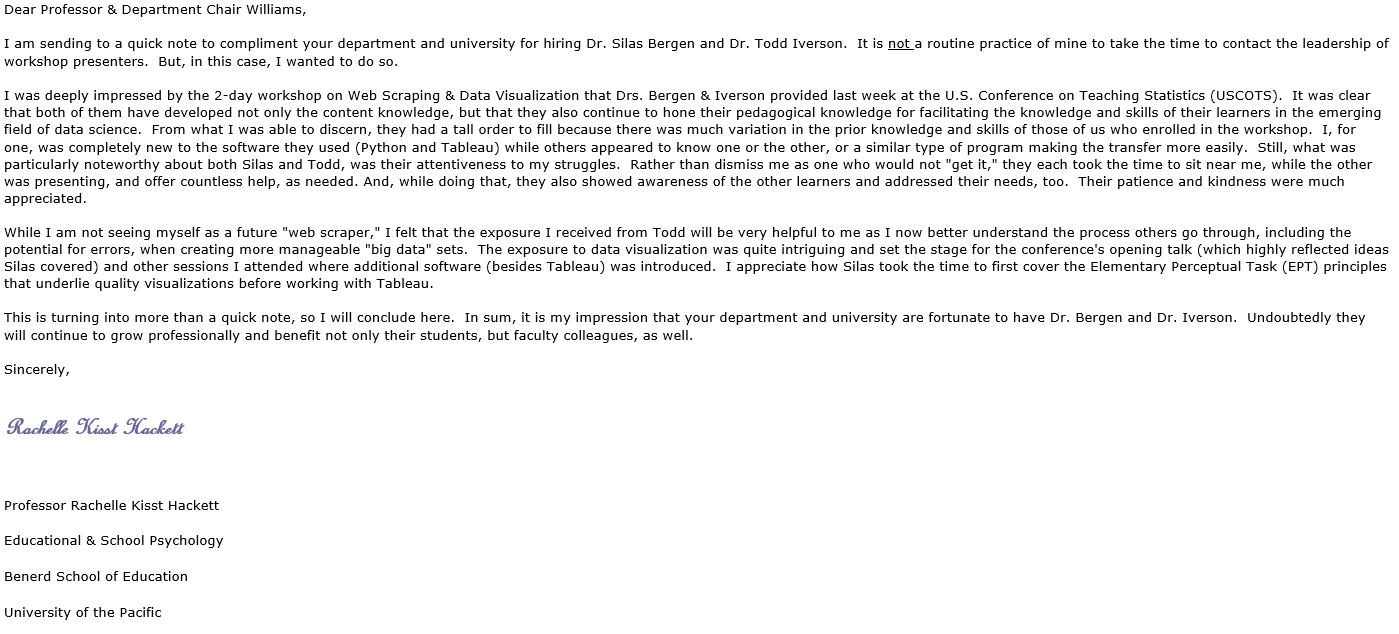 Dear Professor & Department Chair Williams,
I am sending to a quick note to compliment your department and university for hiring Dr. Silas Bergen and Dr. Todd Iverson.  It is not a routine practice of mine to take the time to contact the leadership of
workshop presenters.  But, in this case, I wanted to do so.
I was deeply impressed by the 2-day workshop on Web Scraping & Data Visualization that Drs. Bergen & Iverson provided last week at the U.S. Conference on Teaching Statistics (USCOTS).  It was clear
that both of them have developed not only the content knowledge, but that they also continue to hone their pedagogical knowledge for facilitating the knowledge and skills of their learners in the emerging
field of data science.  From what I was able to discern, they had a tall order to fill because there was much variation in the prior knowledge and skills of those of us who enrolled in the workshop.  I, for
one, was completely new to the software they used (Python and Tableau) while others appeared to know one or the other, or a similar type of program making the transfer more easily.  Still, what was
particularly noteworthy about both Silas and Todd, was their attentiveness to my struggles.  Rather than dismiss me as one who would not "get it," they each took the time to sit near me, while the other
was presenting, and offer countless help, as needed. And, while doing that, they also showed awareness of the other learners and addressed their needs, too.  Their patience and kindness were much
appreciated.
While I am not seeing myself as a future "web scraper," I felt that the exposure I received from Todd will be very helpful to me as I now better understand the process others go through, including the
potential for errors, when creating more manageable "big data" sets.  The exposure to data visualization was quite intriguing and set the stage for the conference's opening talk (which highly reflected ideas
Silas covered) and other sessions I attended where additional software (besides Tableau) was introduced.  I appreciate how Silas took the time to first cover the Elementary Perceptual Task (EPT) principles
that underlie quality visualizations before working with Tableau.
This is turning into more than a quick note, so I will conclude here.  In sum, it is my impression that your department and university are fortunate to have Dr. Bergen and Dr. Iverson.  Undoubtedly they
will continue to grow professionally and benefit not only their students, but faculty colleagues, as well.
Sincerely,
Rachelle Kisst Hackett
Professor Rachelle Kisst Hackett
Educational & School Psychology
Benerd School of Education
University of the Pacific